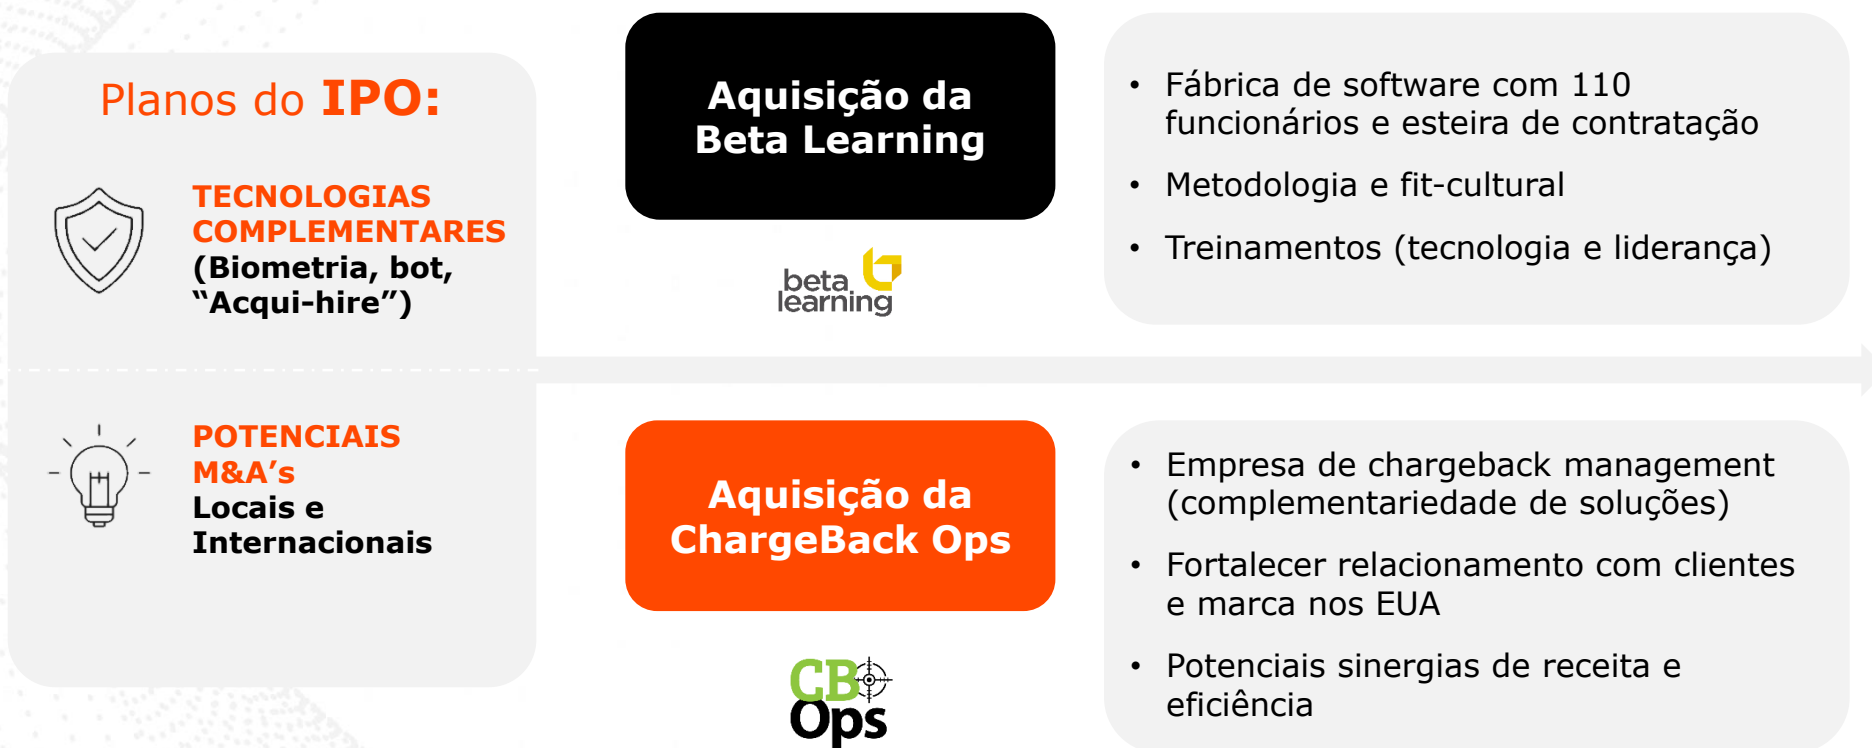 Planos do IPO:
TECNOLOGIAS
COMPLEMENTARES
(Biometria, bot,
“Acqui-hire”)
POTENCIAIS
M&A’s
Locais e
Internacionais
Aquisição da
Beta Learning
beta
learning
• Fábrica de software com 110
funcionários e esteira de contratação
• Metodologia e fit-cultural
• Treinamentos (tecnologia e liderança)
Aquisição da
ChargeBack Ops
CB
Ops
• Empresa de chargeback management
(complementariedade de soluções)
• Fortalecer relacionamento com clientes
e marca nos EUA
• Potenciais sinergias de receita e
eficiência